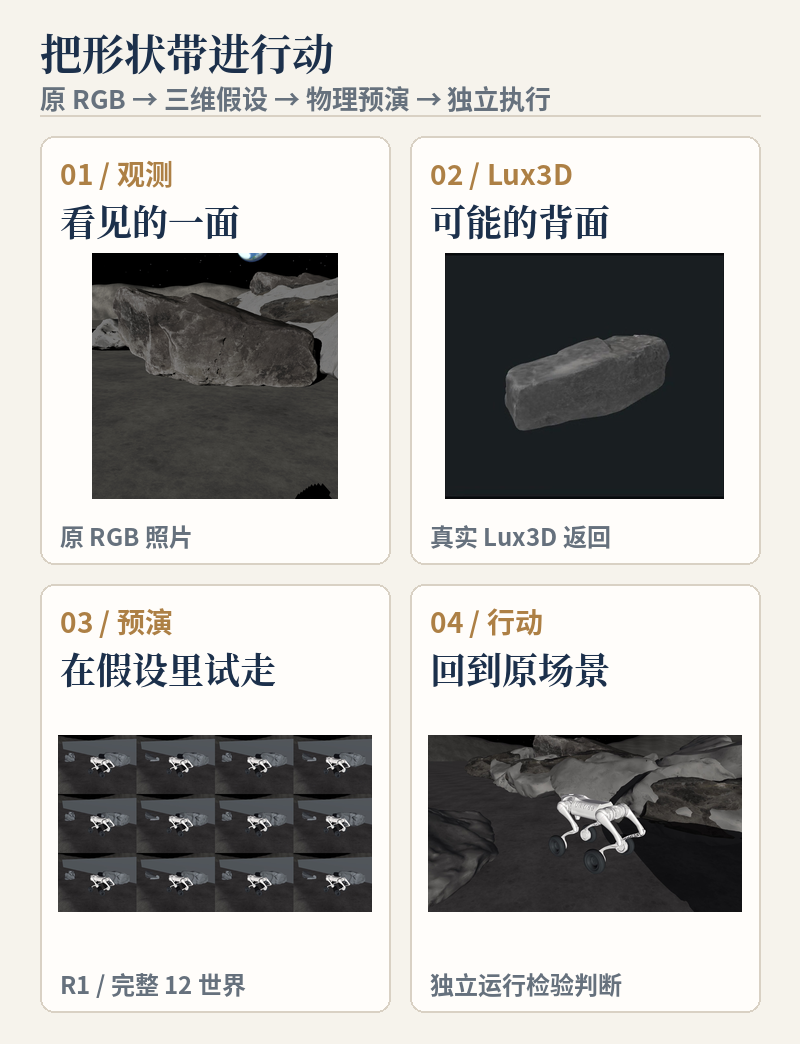 把形状带进行动
原 RGB → 三维假设 → 物理预演 → 独立执行
01 / 观测
看见的一面
原 RGB 照片
02 / Lux3D
可能的背面
真实 Lux3D 返回
03 / 预演
在假设里试走
R1 / 完整 12 世界
04 / 行动
回到原场景
独立运行检验判断